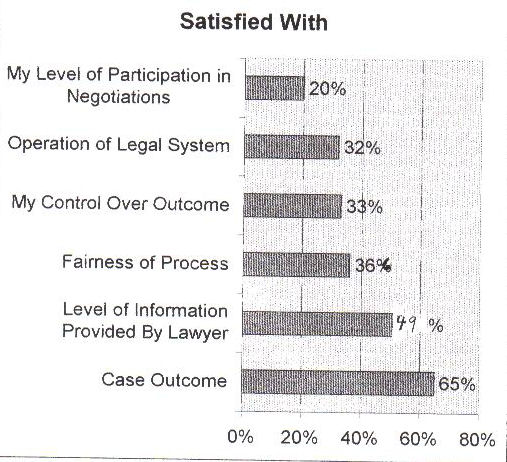 Satisfied With
My Level of Participation in
Negotiations
20%
Operation of Legal System
32%
My Control Over Outcome
33%
Fairness of Process
36%
Level of Information
Provided By Lawyer
49 %
Case Outcome
65%
0% 20% 40% 60% 80%